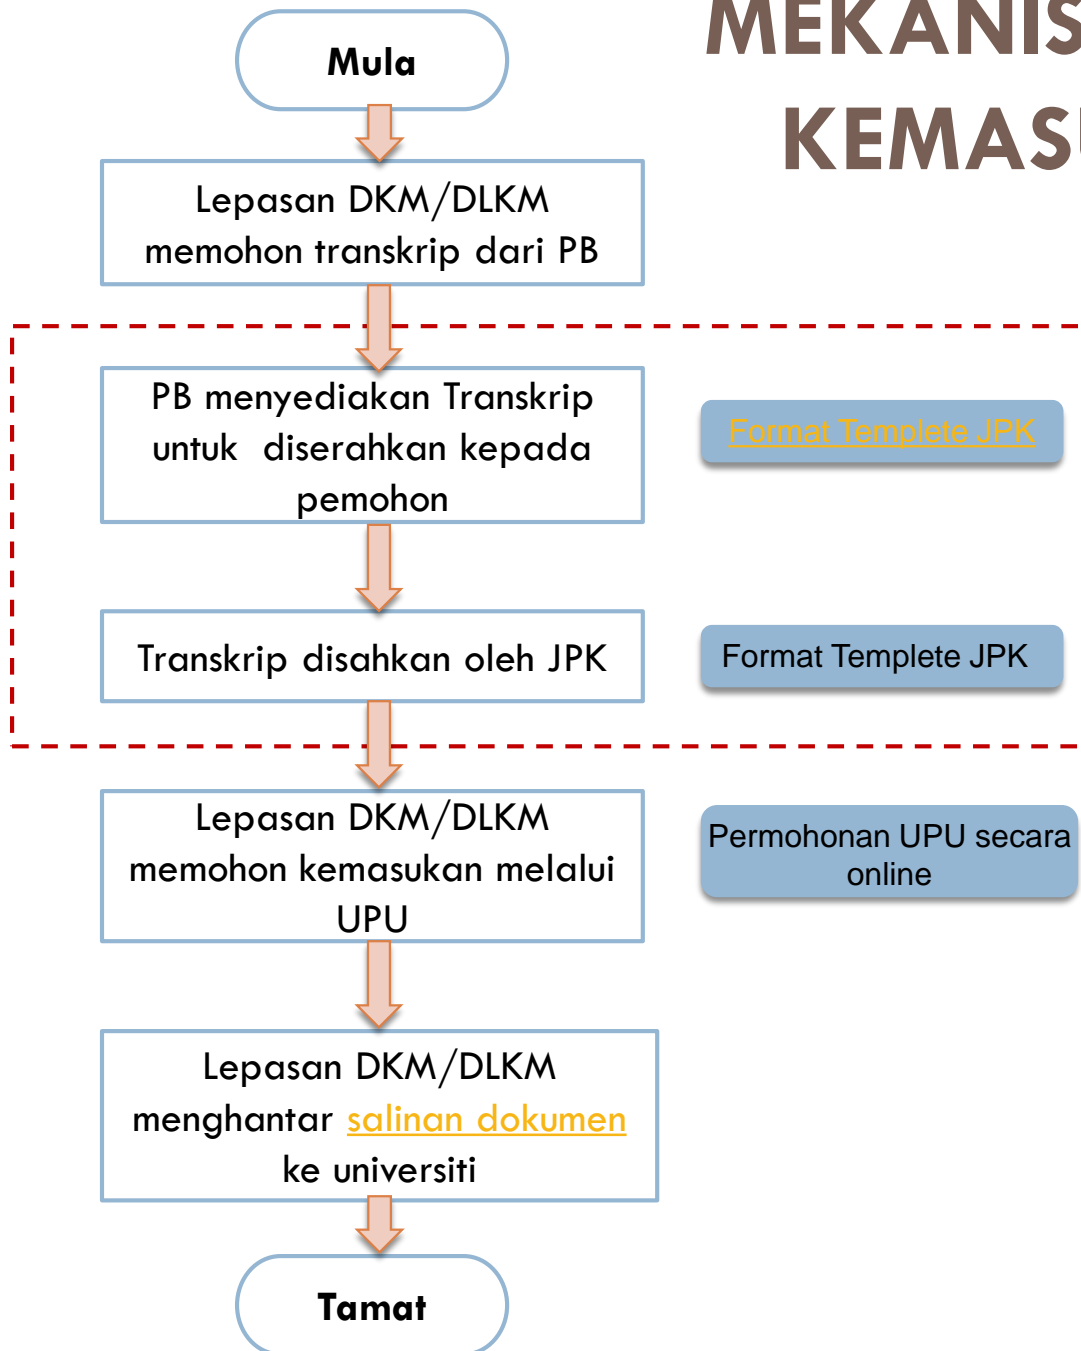 MEKANIS
KEMASU
Mula
Lepasan DKM/DLKM
memohon transkrip dari PB
PB menyediakan Transkrip
untuk diserahkan kepada
pemohon
Format Templete JPK
Transkrip disahkan oleh JPK
Format Templete JPK
Lepasan DKM/DLKM
memohon kemasukan melalui
UPU
Permohonan UPU secara
online
Lepasan DKM/DLKM
menghantar salinan dokumen
ke universiti
Tamat